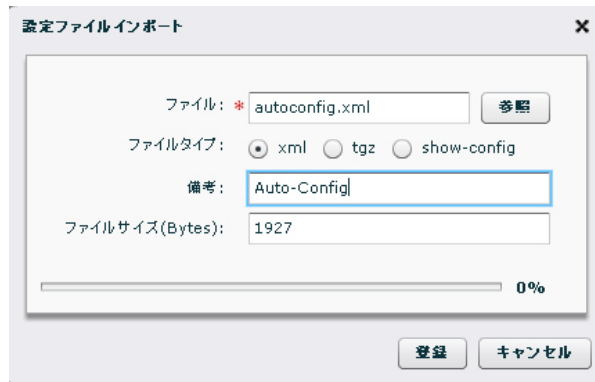 設定ファイルインポート
ファイル: * autoconfig.xml 参照
ファイルタイプ: xml tgz show-config
備考: Auto-Config
ファイルサイズ(Bytes): 1927
0%
登録 キャンセル